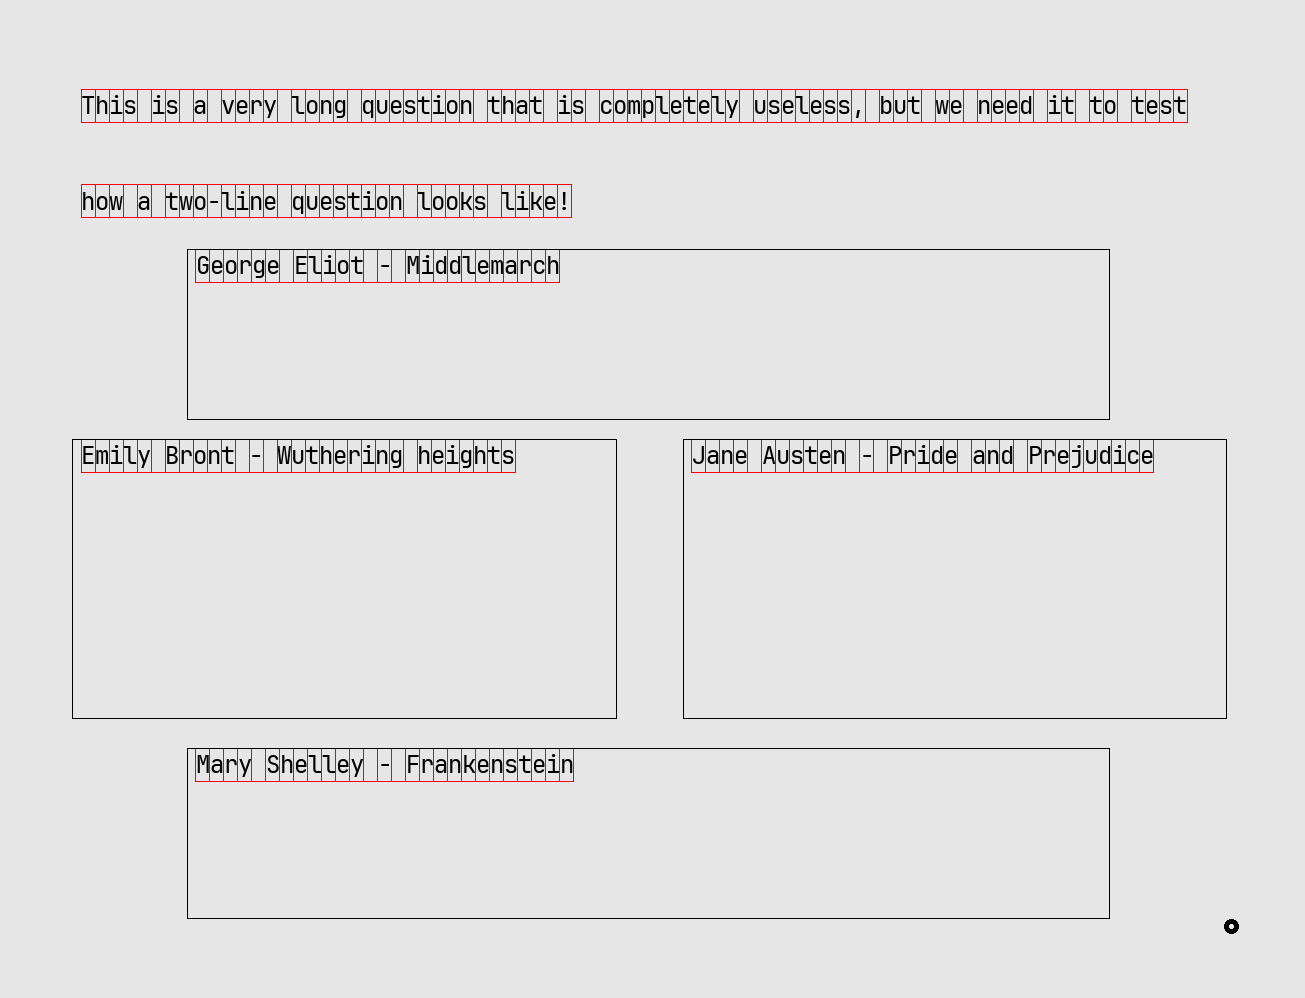 This is a very long question that is completely useless, but we need it to test
how a two-line question looks like!
George Eliot - Middlemarch
Emily Bront - Wuthering heights
Jane Austen - Pride and Prejudice
Mary Shelley - Frankenstein